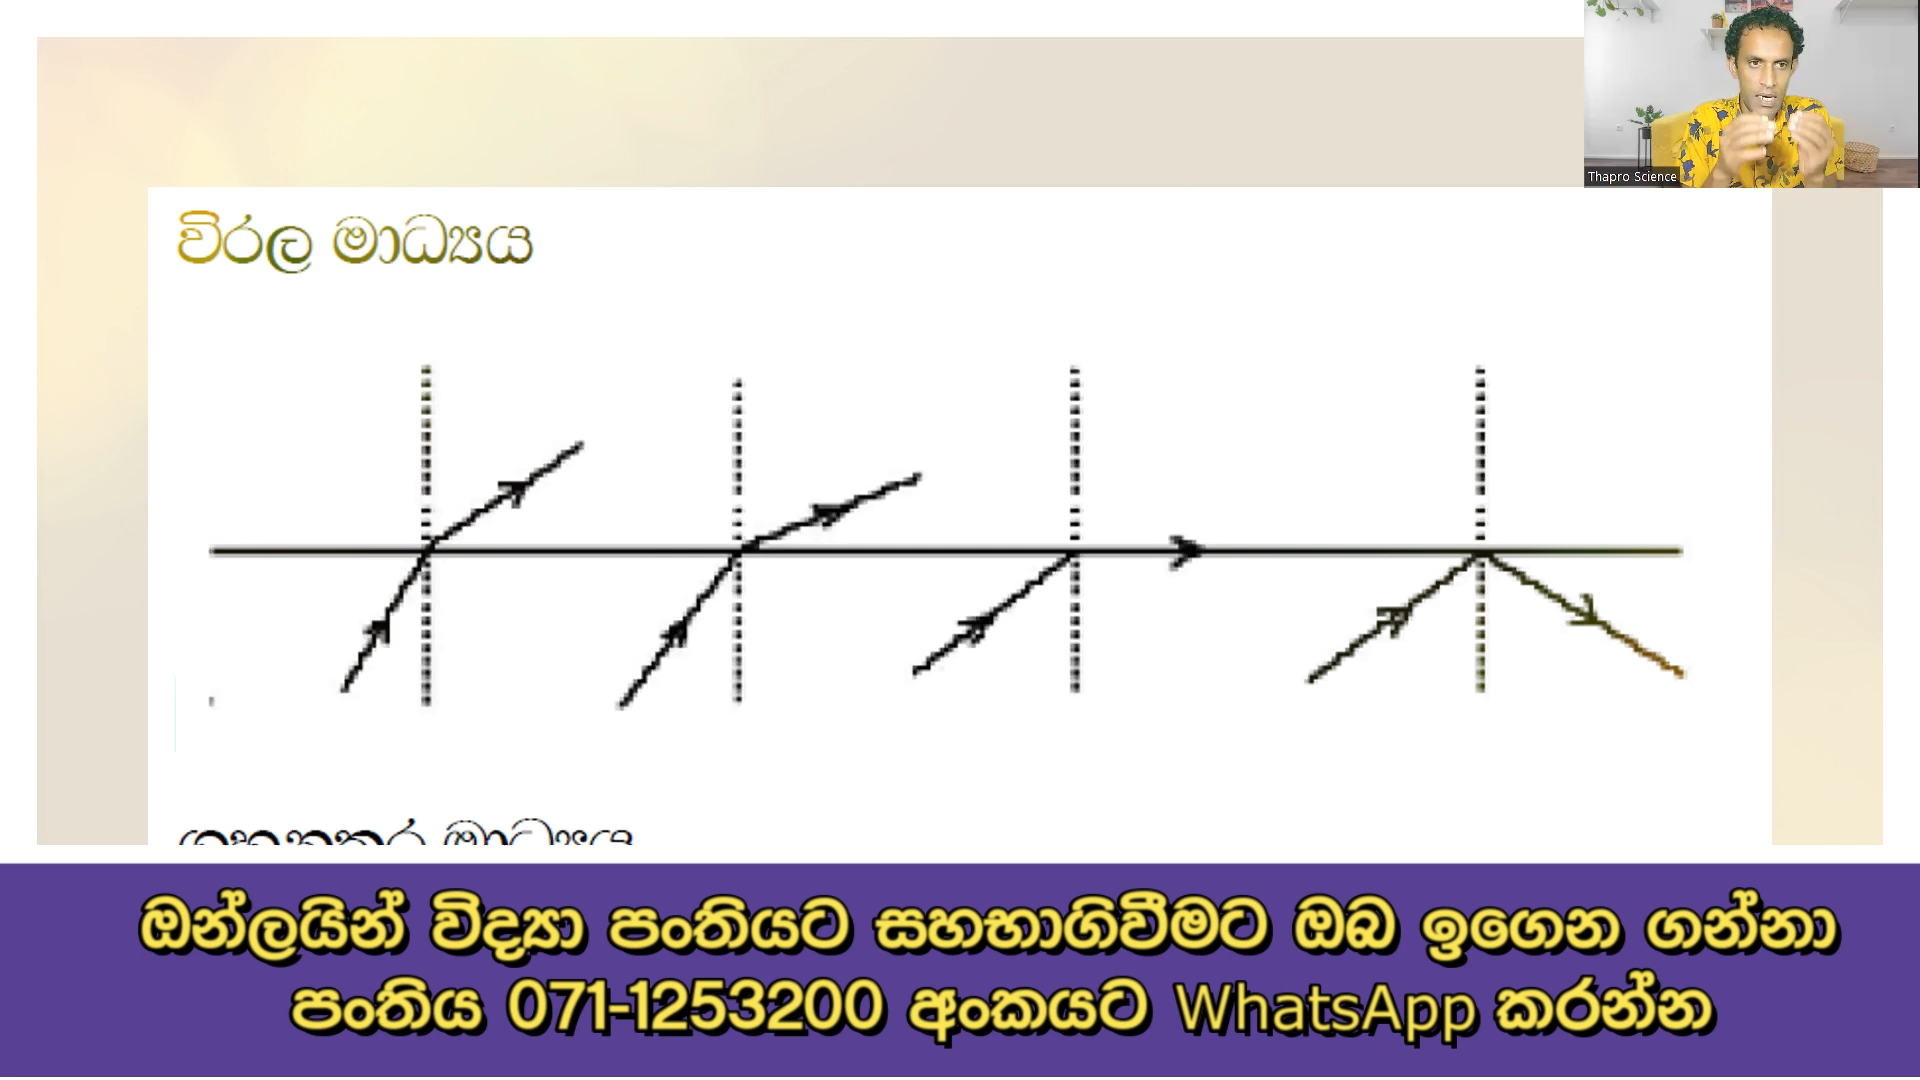 Thapro Science
විරල මාධ්‍යය
ඔන්ලයින් විද්‍යා පංතියට සහභාගිවීමට ඔබ ඉගෙන ගන්නා
පංතිය 071-1253200 අංකයට WhatsApp කරන්න